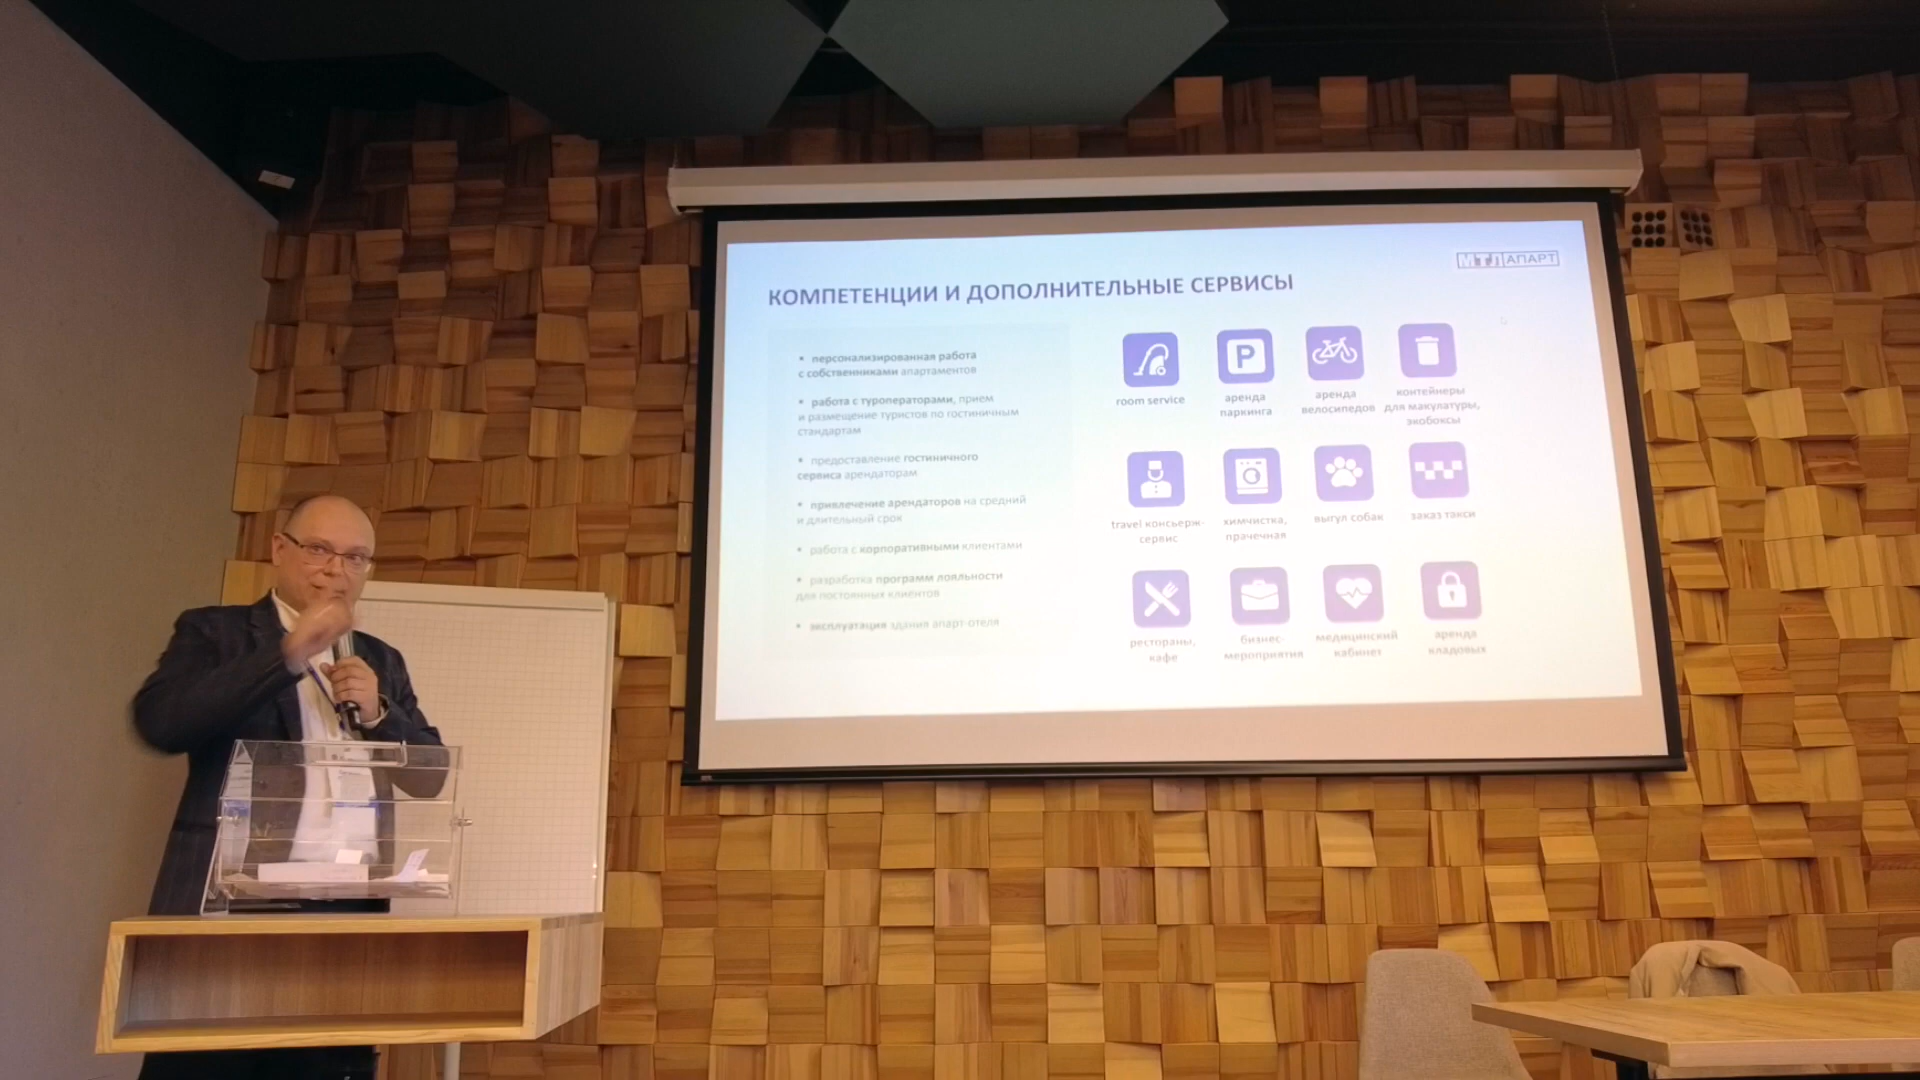 МТЛ АПАРТ
КОМПЕТЕНЦИИ И ДОПОЛНИТЕЛЬНЫЕ СЕРВИСЫ
• персонализированная работа
с собственниками апартаментов
• работа с туроператорами, прием
и размещение туристов по гостиничным
стандартам
• предоставление гостиничного
сервиса арендаторам
• привлечение арендаторов на средний
и длительный срок
• работа с корпоративными клиентами
• разработка программ лояльности
для постоянных клиентов
• эксплуатация здания апарт-отеля
room service
аренда
паркинга
P
аренда
велосипедов
контейнеры
для макулатуры,
экобоксы
travel консьерж-
сервис
химчистка,
прачечная
выгул собак
заказ такси
рестораны,
кафе
бизнес-
мероприятия
медицинский
кабинет
аренда
кладовых